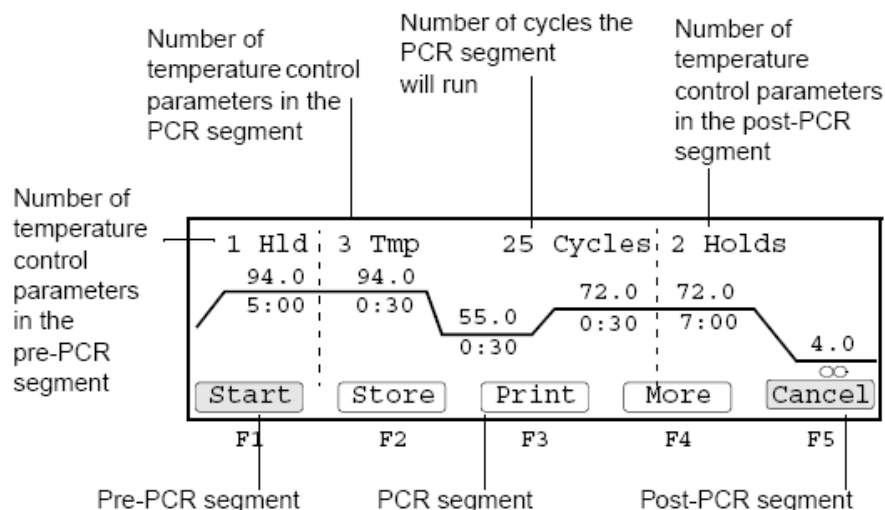 Number of
temperature control
parameters in the
PCR segment
Number of cycles the
PCR segment
will run
Number of
temperature
control parameters
in the post-PCR
segment
Number of
temperature
control
parameters
in the
pre-PCR
segment
1 Hld 3 Tmp 25 Cycles 2 Holds
94.0 94.0 72.0 72.0
5:00 0:30 55.0 0:30 7:00
0:30 4.0
∞
Start Store Print More Cancel
F1 F2 F3 F4 F5
Pre-PCR segment PCR segment Post-PCR segment